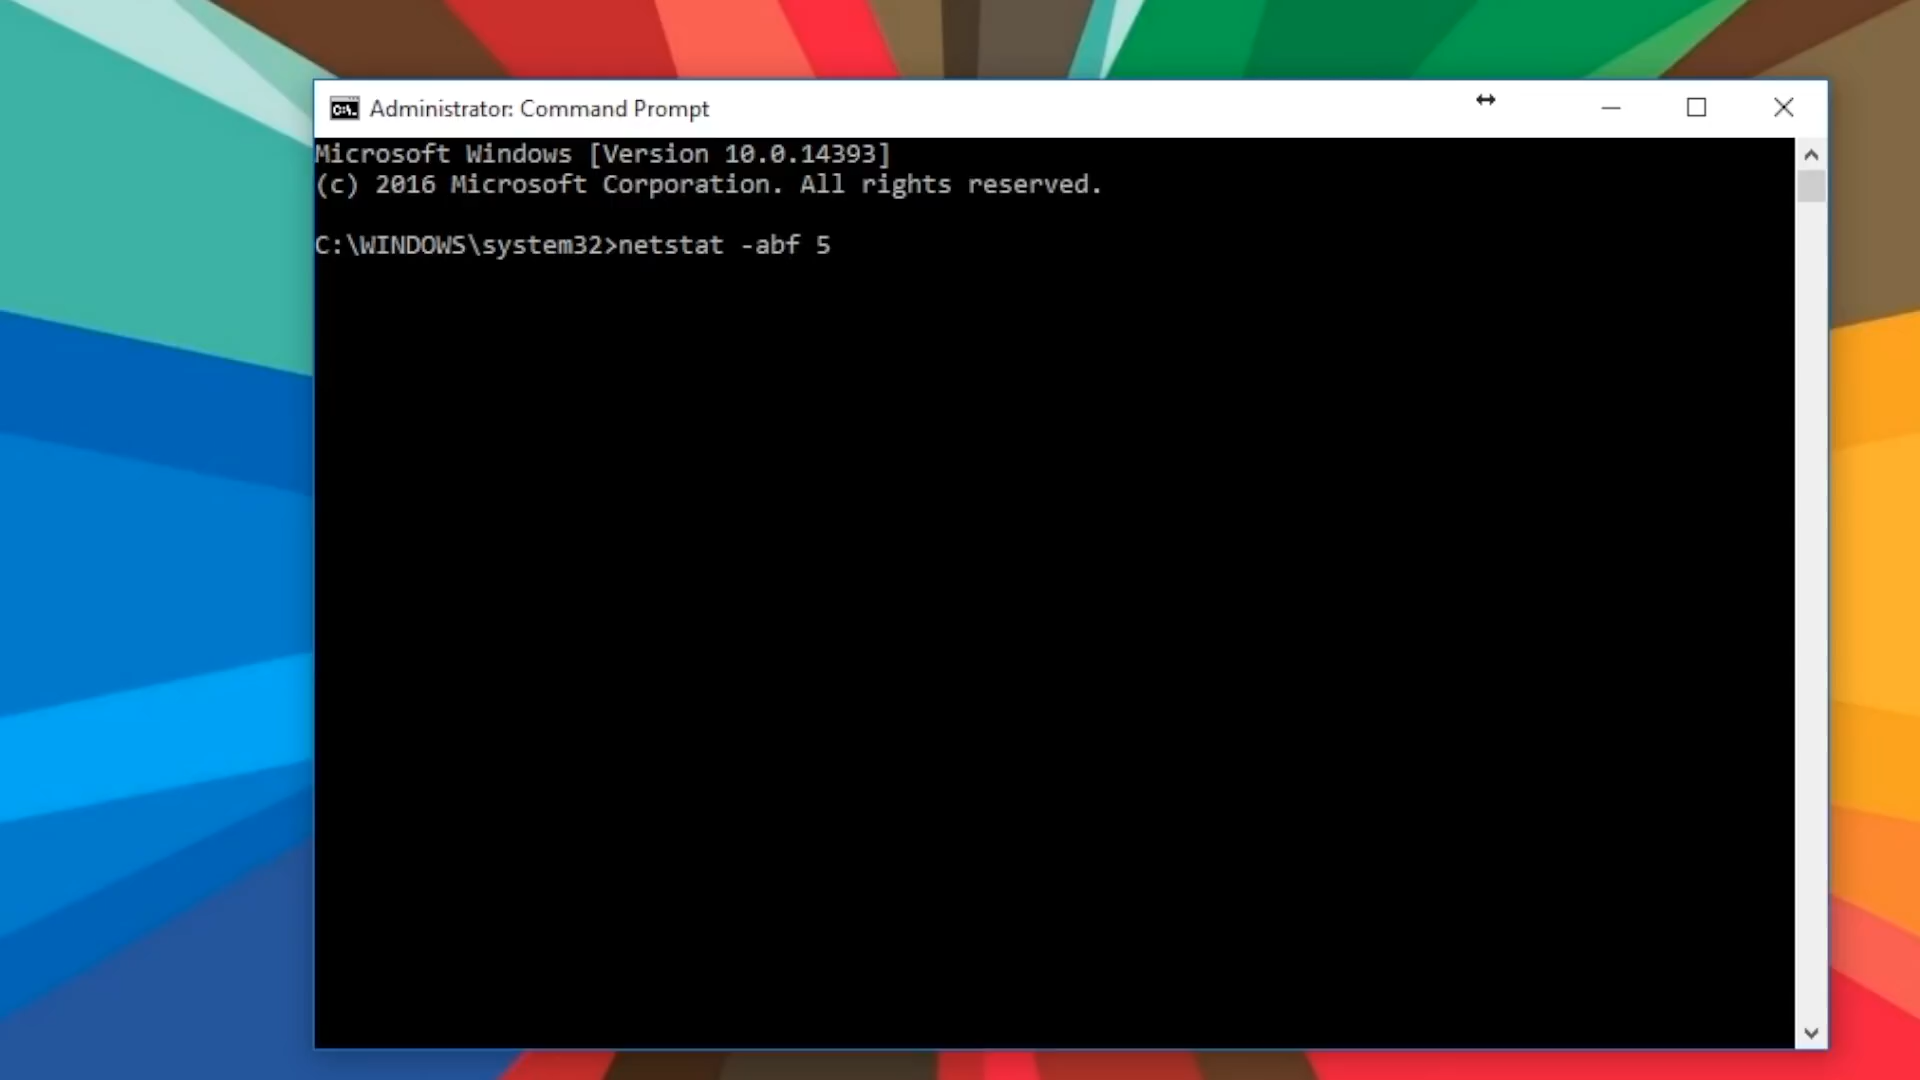 Administrator: Command Prompt
Microsoft Windows [Version 10.0.14393]
(c) 2016 Microsoft Corporation. All rights reserved.
C:\WINDOWS\system32>netstat -abf 5